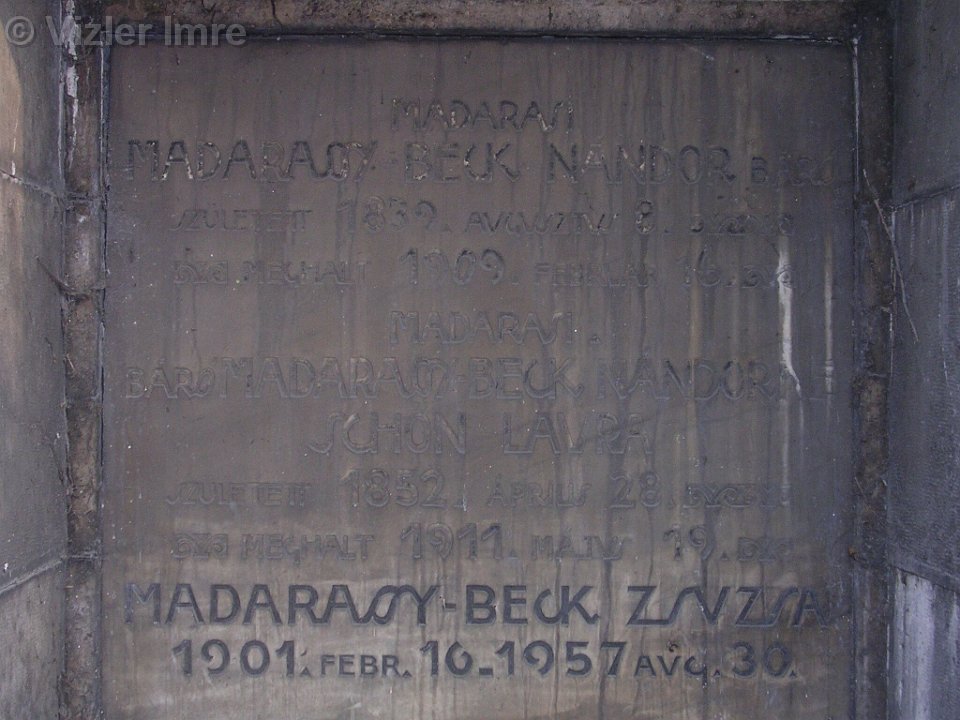 © Vizler Imre
MADARASI
MADARASSY-BECK NÁNDOR BÁRÓ
SZÜLETETT 1839. AUGUSZTUS 8.
MEGHALT 1909. FEBRUÁR 16.
MADARASI
BÁRÓ MADARASSY-BECK NÁNDORNÉ
SCHÖN LAURA
SZÜLETETT 1852. ÁPRILIS 28.
MEGHALT 1911. MÁJUS 19.
MADARASSY-BECK ZSUZSA
1901. FEBR. 16.-1957 AUG. 30.